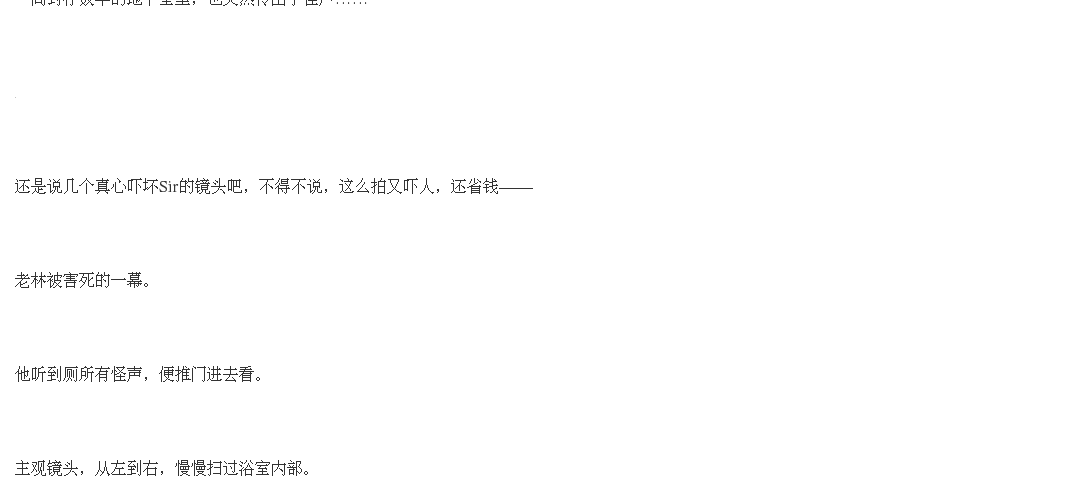 还是说几个真心吓坏Sir的镜头吧，不得不说，这么拍又吓人，还省钱——
老林被害死的一幕。
他听到厕所有怪声，便推门进去看。
主观镜头，从左到右，慢慢扫过浴室内部。